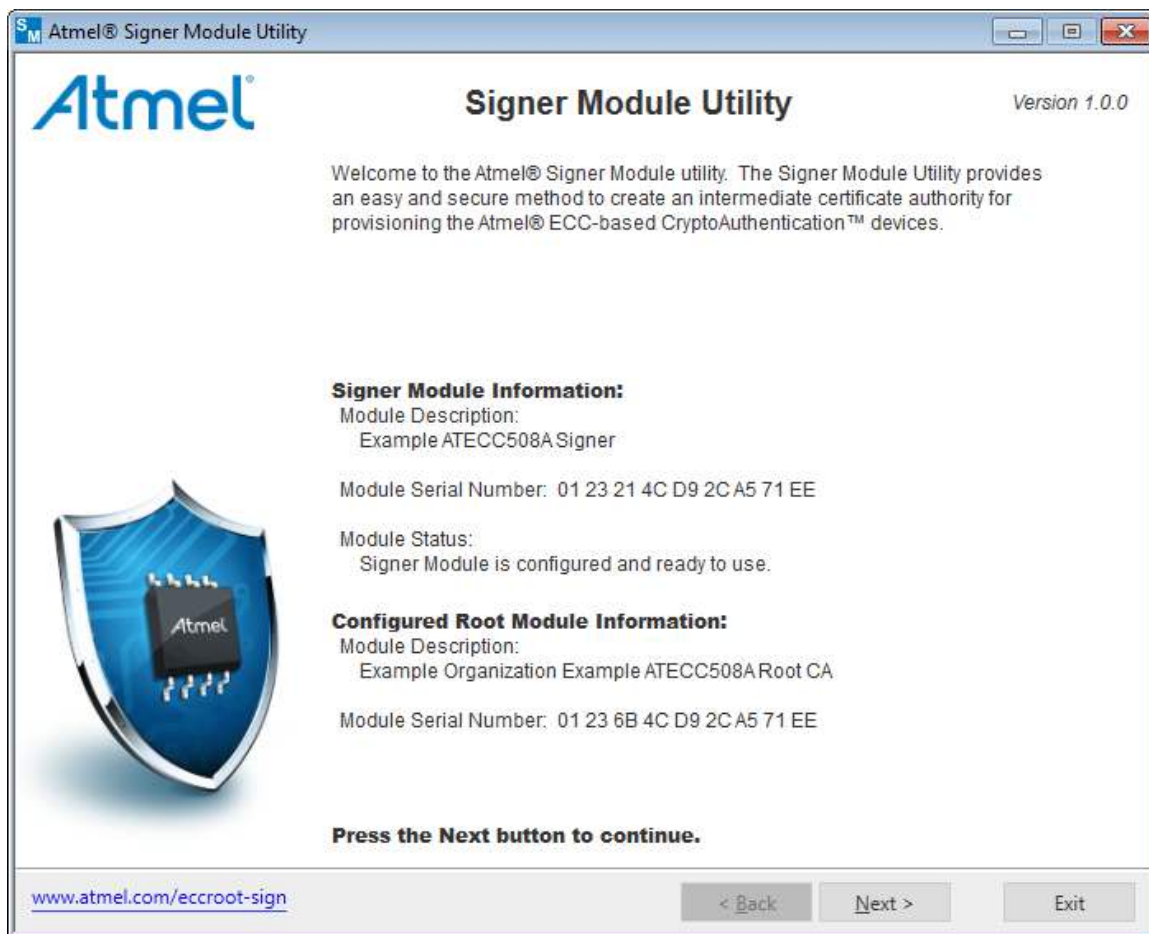 SM Atmel® Signer Module Utility
Atmel®
Signer Module Utility
Version 1.0.0
Welcome to the Atmel® Signer Module utility. The Signer Module Utility provides
an easy and secure method to create an intermediate certificate authority for
provisioning the Atmel® ECC-based CryptoAuthentication™ devices.
Signer Module Information:
Module Description:
Example ATECC508A Signer
Module Serial Number: 01 23 21 4C D9 2C A5 71 EE
Module Status:
Signer Module is configured and ready to use.
Atmel
Configured Root Module Information:
Module Description:
Example Organization Example ATECC508A Root CA
Module Serial Number: 01 23 6B 4C D9 2C A5 71 EE
Press the Next button to continue.
www.atmel.com/eccroot-sign
< Back
Next >
Exit